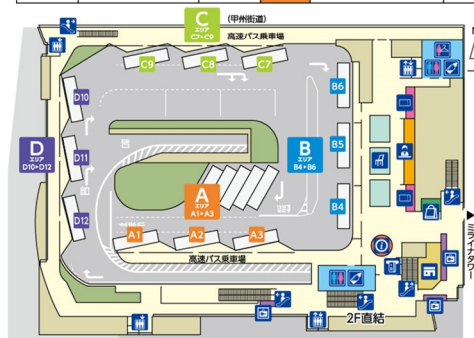 C
エリア
C7▸C9
(甲州街道)
高速バス乗車場
C9
C8
C7
D10
B6
D
エリア
D10▸D12
D11
B
エリア
B4▸B6
B5
A
エリア
A1▸A3
D12
B4
A1
A2
A3
高速バス乗車場
ミライナタワー
2F直結